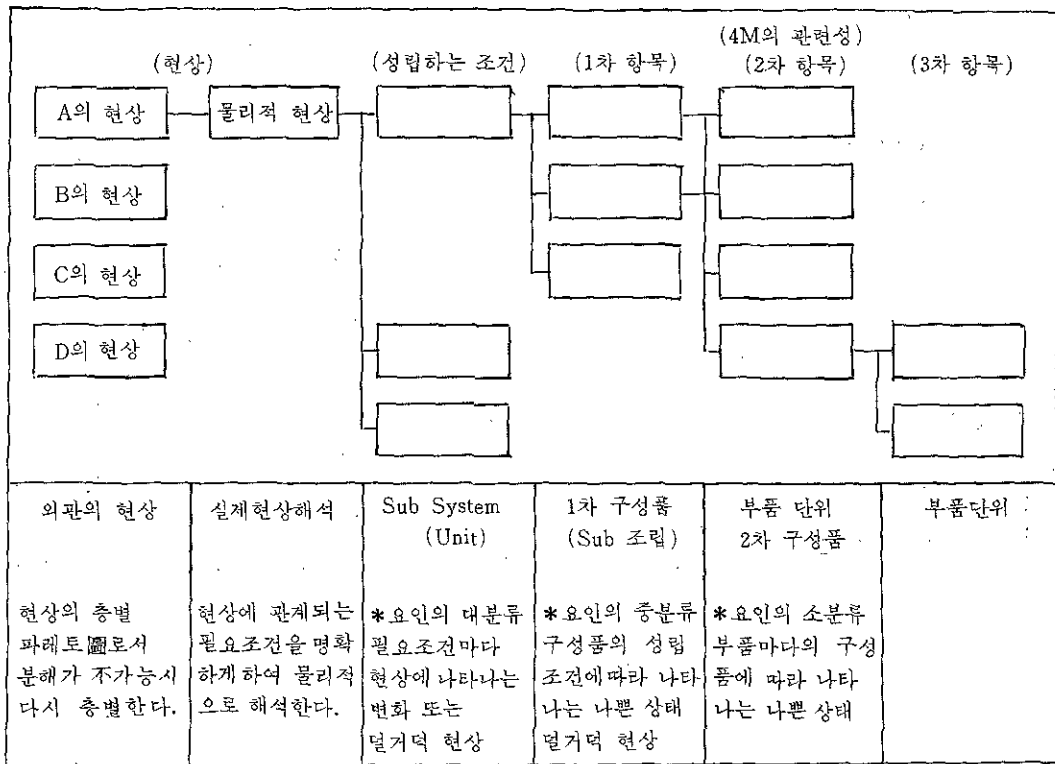 (4M의 관련성)
(현상) (성립하는 조건) (1차 항목) (2차 항목) (3차 항목)
A의 현상 물리적 현상
B의 현상
C의 현상
D의 현상
외관의 현상
현상의 층별
파레토圖로서
분해가 不가능시
다시 층별한다.
실제현상해석
현상에 관계되는
필요조건을 명확
하게하여 물리적
으로 해석한다.
Sub System
(Unit)
*요인의 대분류
필요조건마다
현상에나타나는
변화 또는
덜거덕 현상
1차 구성품
(Sub 조립)
*요인의 중분류
구성품의 성립
조건에따라 나타
나는 나쁜 상태
덜거덕 현상
부품 단위
2차 구성품
*요인의 소분류
부품마다의 구성
품에 따라 나타
나는 나쁜 상태
부품단위